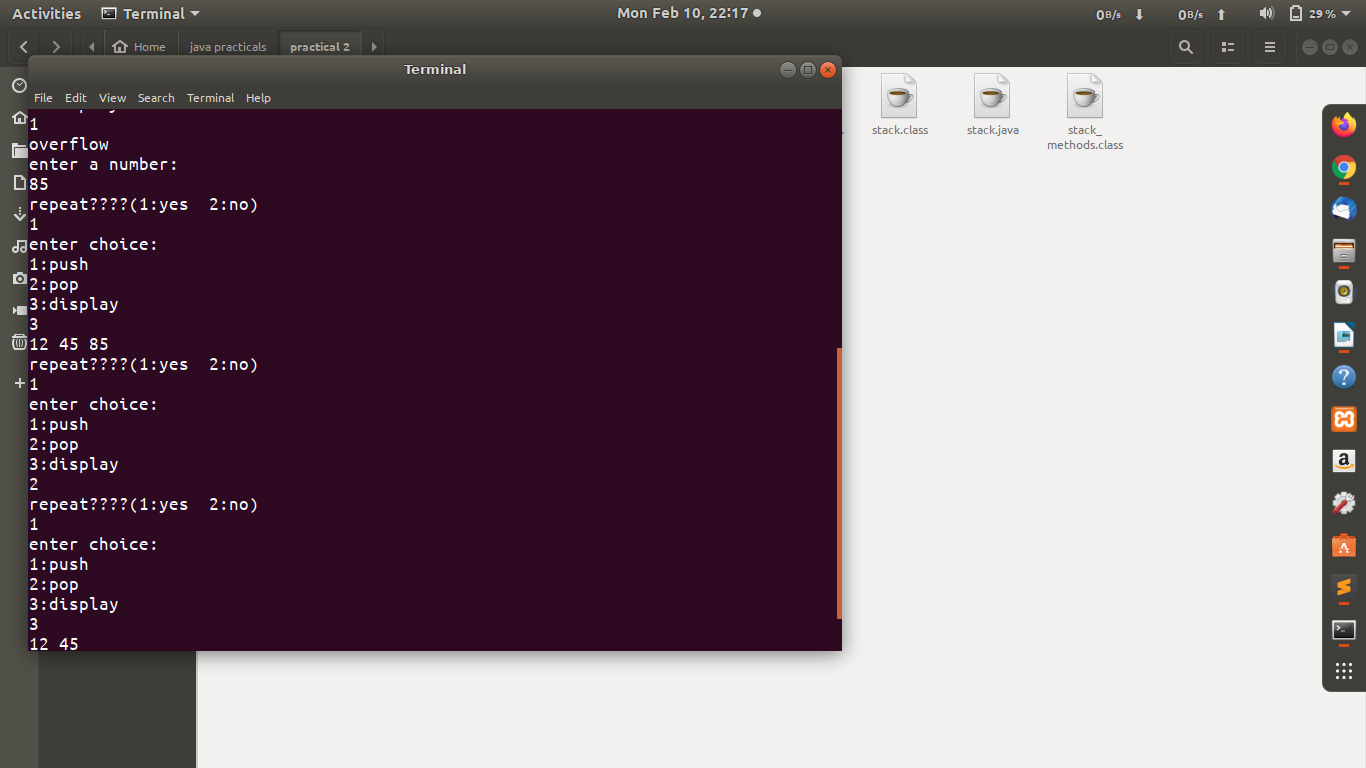 Activities Terminal Mon Feb 10, 22:17 0B/s 0B/s 29 %
Home java practicals practical 2
Terminal
File Edit View Search Terminal Help
1
overflow
enter a number:
85
repeat????(1:yes  2:no)
1
enter choice:
1:push
2:pop
3:display
3
12 45 85
repeat????(1:yes  2:no)
1
enter choice:
1:push
2:pop
3:display
2
repeat????(1:yes  2:no)
1
enter choice:
1:push
2:pop
3:display
3
12 45
stack.class stack.java stack_
methods.class